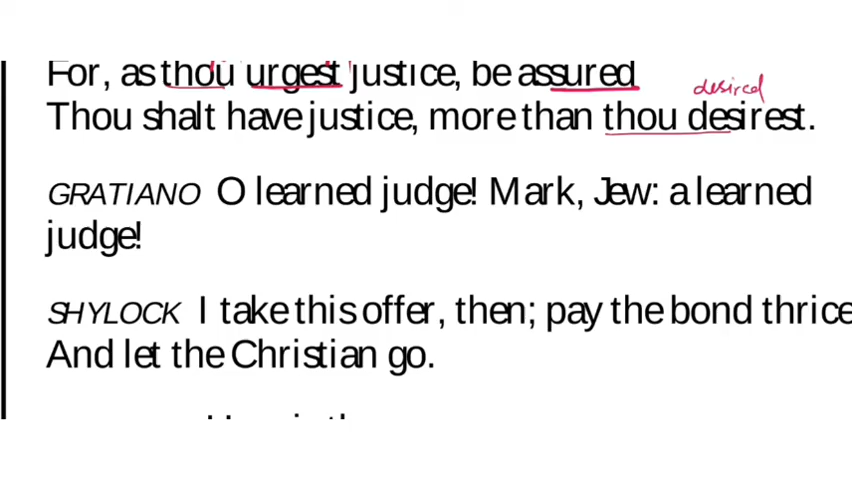 For, as thou urgest justice, be assured
desired
Thou shalt have justice, more than thou desirest.
GRATIANO O learned judge! Mark, Jew: a learned
judge!
SHYLOCK I take this offer, then; pay the bond thrice
And let the Christian go.